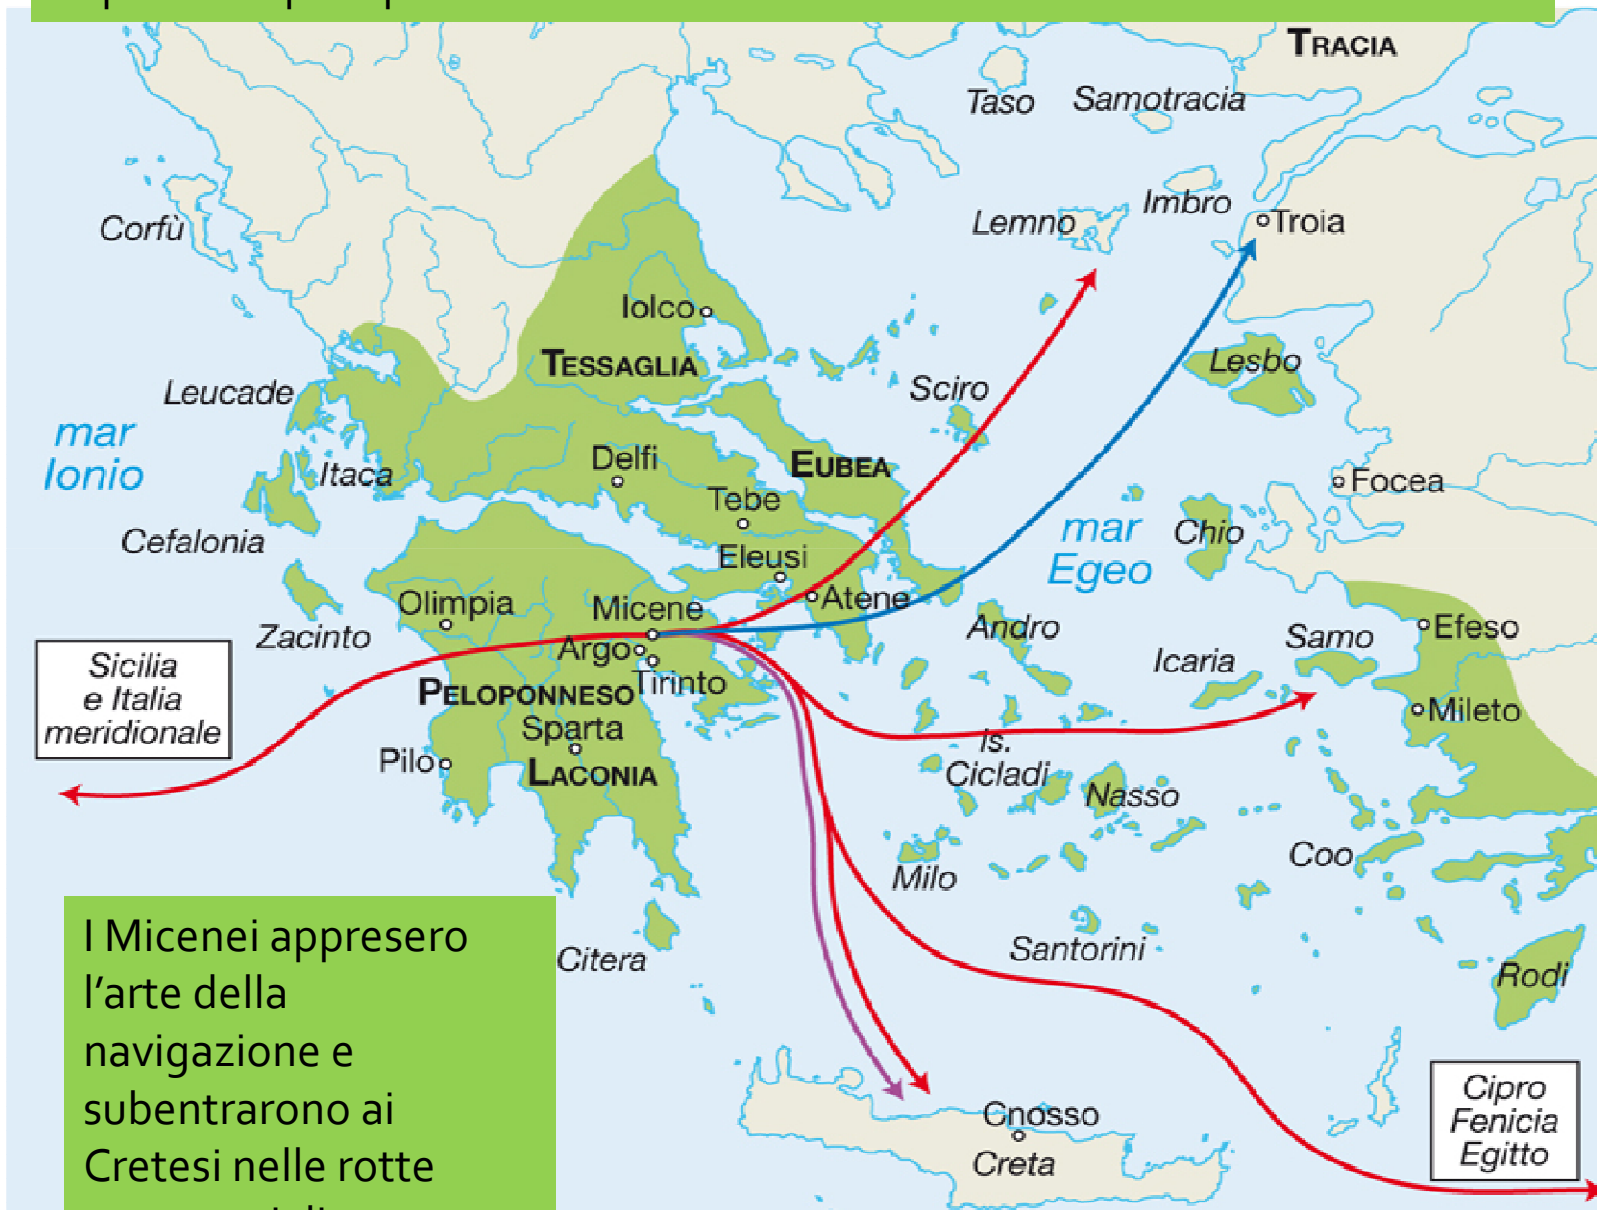 TRACIA
Taso
Samotracia
Imbro
Lemno
Troia
Corfù
Iolco
TESSAGLIA
Lesbo
Sciro
Leucade
mar
Ionio
Delfi
EUBEA
Itaca
Focea
Tebe
mar
Egeo
Chio
Cefalonia
Eleusi
Atene
Olimpia
Micene
Zacinto
Andro
Samo
Efeso
Argo
Icaria
Sicilia
e Italia
meridionale
PELOPONNESO
Tirinto
Mileto
Sparta
Is.
Cicladi
Pilo
LACONIA
Nasso
Coo
Milo
I Micenei appresero
l'arte della
navigazione e
subentrarono ai
Cretesi nelle rotte
Citera
Santorini
Rodi
Cipro
Fenicia
Egitto
Cnosso
Creta